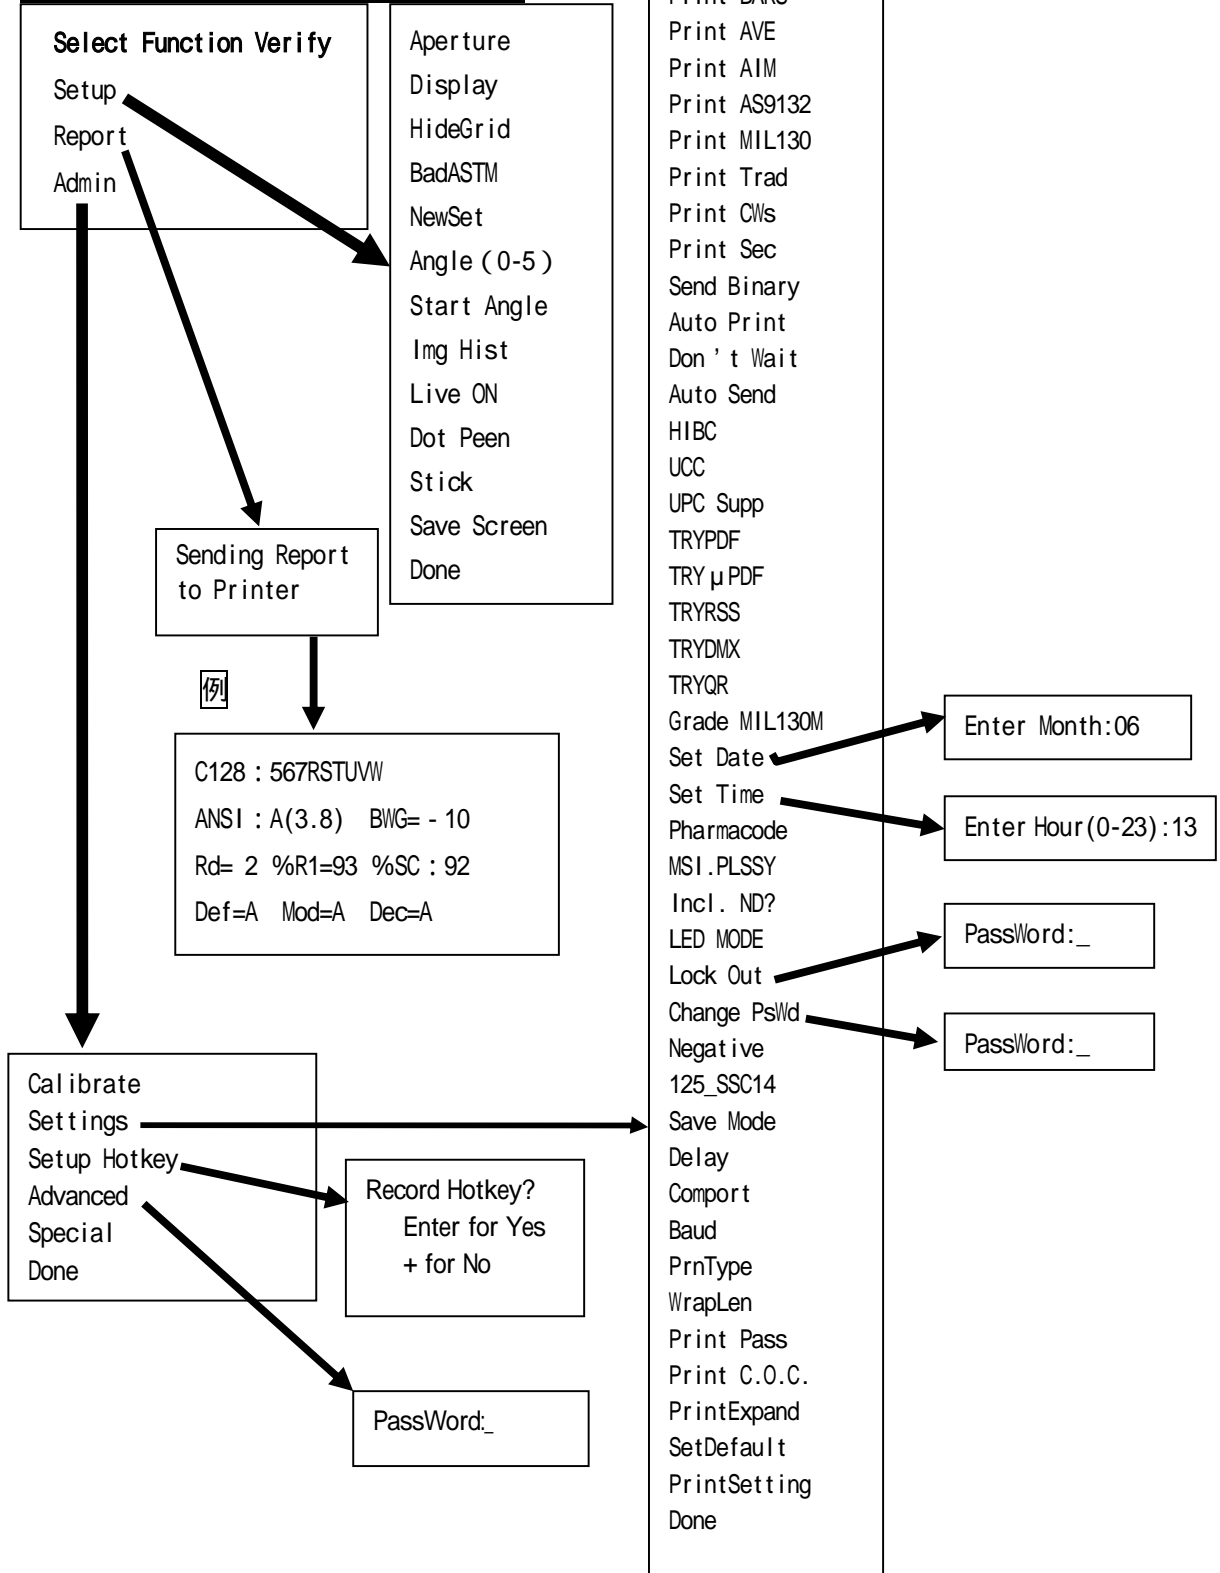 Select Function Verify
Setup
Report
Admin
Aperture
Display
HideGrid
BadASTM
NewSet
Angle(0-5)
Start Angle
Img Hist
Live ON
Dot Peen
Stick
Save Screen
Done
Sending Report
to Printer
例
C128:567RSTUVW
ANSI:A(3.8) BWG=-10
Rd= 2 %R1=93 %SC:92
Def=A Mod=A Dec=A
Calibrate
Settings
Setup Hotkey
Advanced
Special
Done
Record Hotkey?
Enter for Yes
+ for No
PassWord:_
Print BARS
Print AVE
Print AIM
Print AS9132
Print MIL130
Print Trad
Print CWs
Print Sec
Send Binary
Auto Print
Don't Wait
Auto Send
HIBC
UCC
UPC Supp
TRYPDF
TRYμPDF
TRYRSS
TRYDMX
TRYQR
Grade MIL130M
Set Date
Set Time
Pharmacode
MSI.PLSSY
Incl. ND?
LED MODE
Lock Out
Change PsWd
Negative
125_SSC14
Save Mode
Delay
Comport
Baud
PrnType
WrapLen
Print Pass
Print C.O.C.
PrintExpand
SetDefault
PrintSetting
Done
Enter Month:06
Enter Hour(0-23):13
PassWord:_
PassWord:_